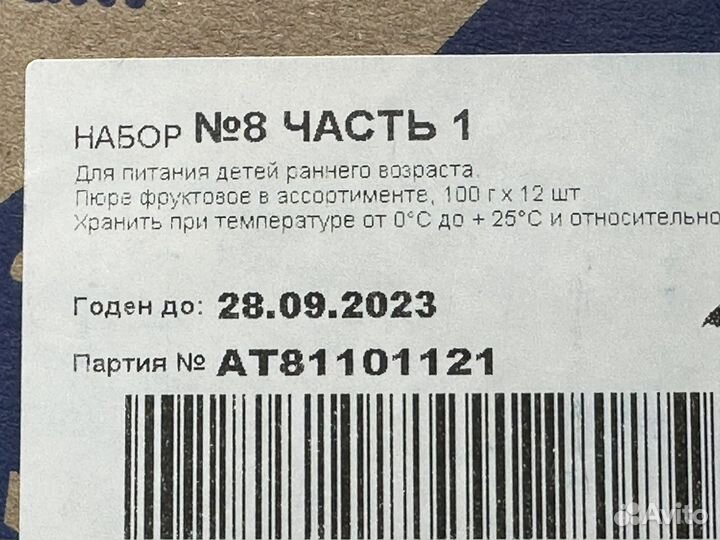 НАБОР №8 ЧАСТЬ 1
Для питания детей раннего возраста.
Пюре фруктовое в ассортименте, 100 г х 12 шт
Хранить при температуре от 0°С до + 25°С и относительно
Годен до: 28.09.2023
Партия № АТ81101121
Avito